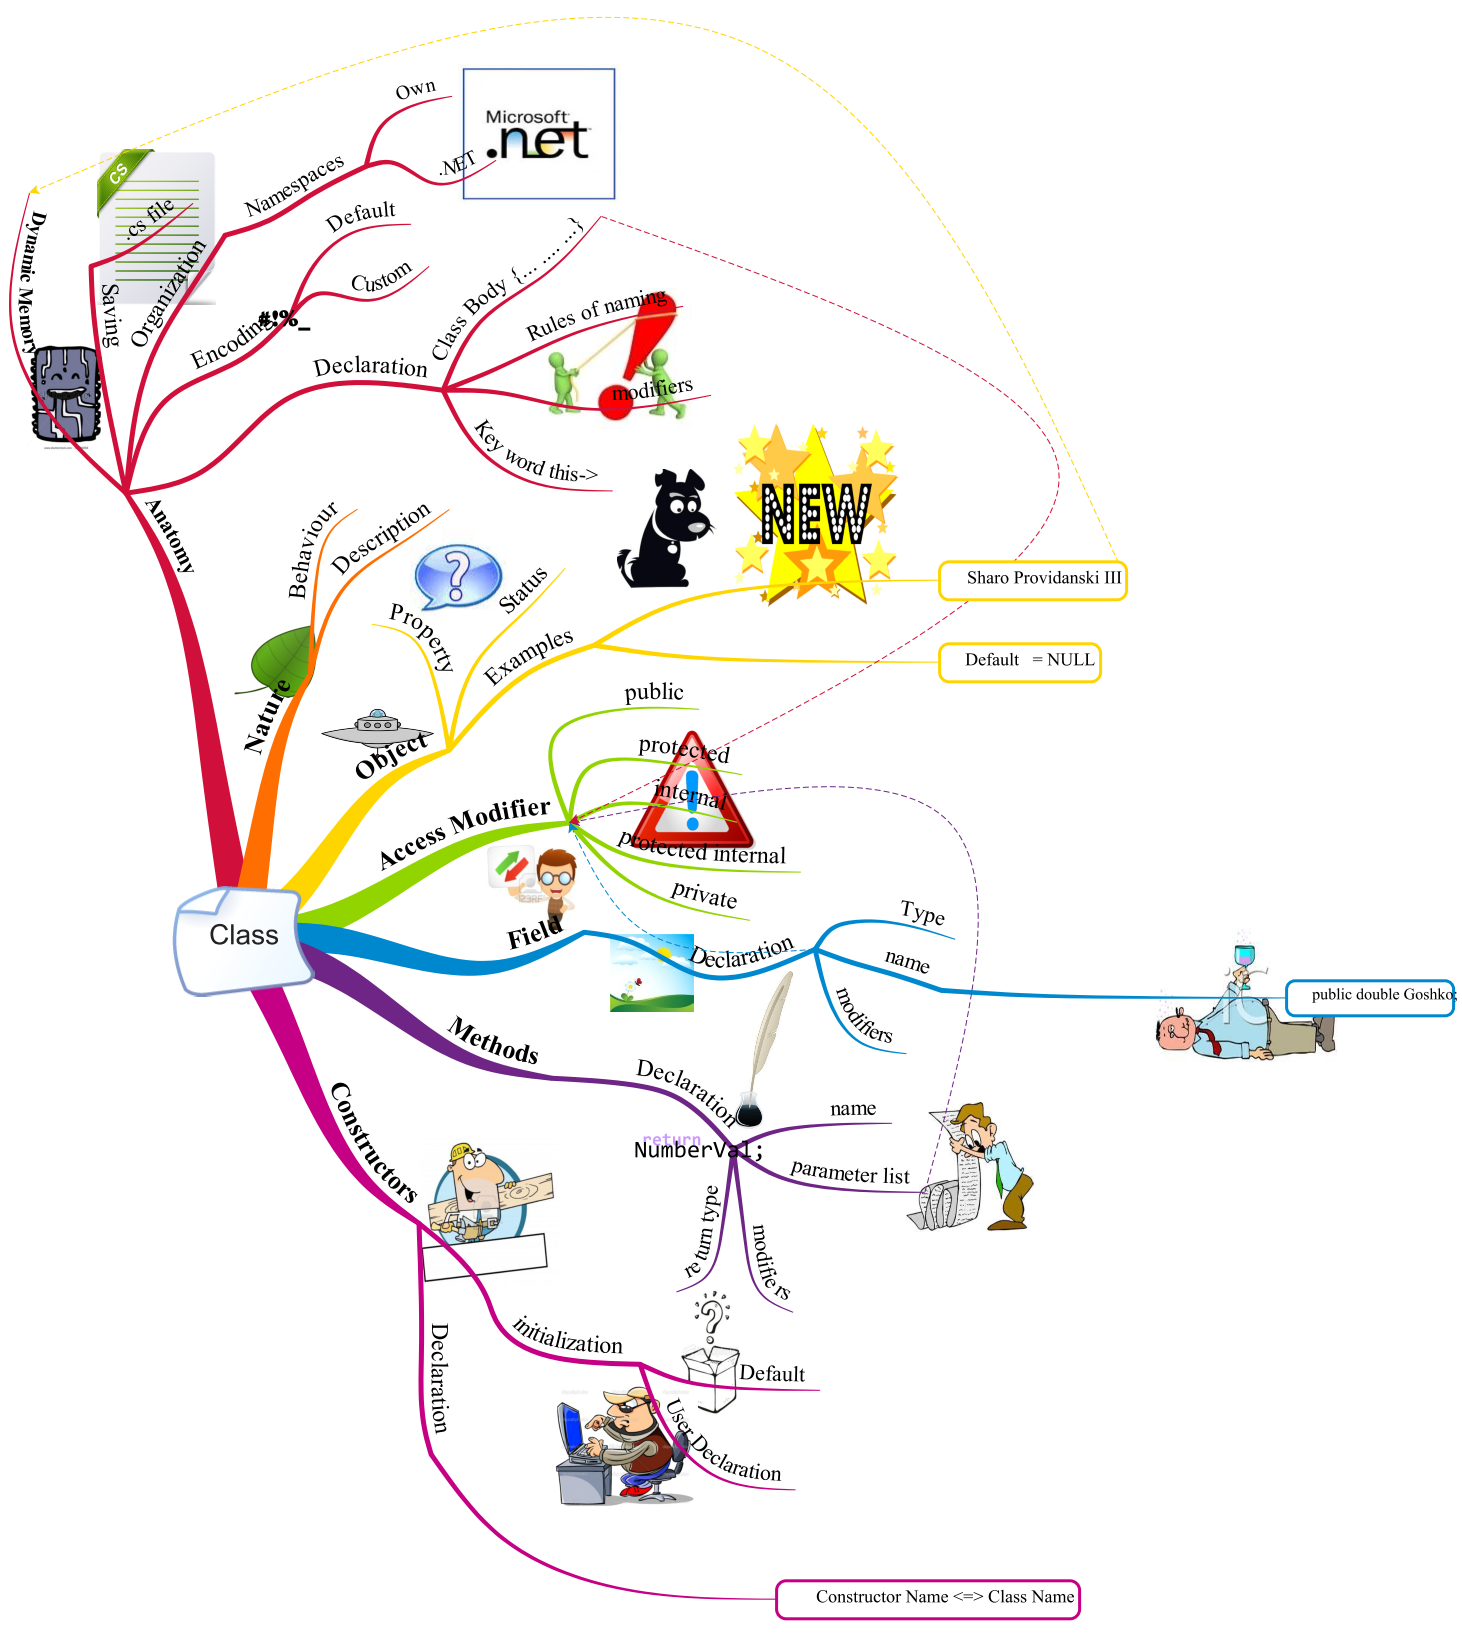 Own
Microsoft
.net
.NET
Namespaces
CS
.cs file
Default
Custom
Dynamic Memory
Saving
Organization
Encoding
#!%_
Class Body {... .... ...}
Rules of naming
Declaration
modifiers
Key word this->
Anatomy
NEW
Behaviour
Description
Status
Property
Examples
Sharo Providanski III
Default = NULL
Nature
Object
public
protected
internal
protected internal
private
Access Modifier
Class
Field
Declaration
Type
name
modifiers
public double Goshko;
Methods
Declaration
name
return
NumberVal;
parameter list
return type
modifiers
Constructors
initialization
Default
User Declaration
Declaration
Constructor Name <=> Class Name